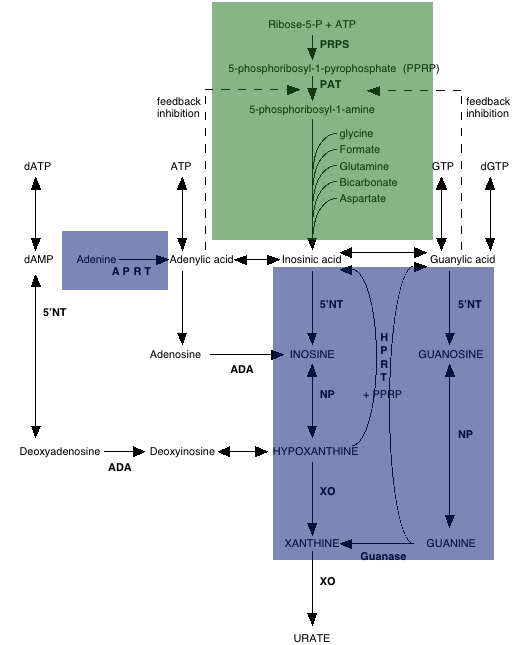 Ribose-5-P + ATP
PRPS
5-phosphoribosyl-1-pyrophosphate (PPRP)
PAT
feedback
inhibition
feedback
inhibition
5-phosphoribosyl-1-amine
glycine
Formate
Glutamine
Bicarbonate
Aspartate
dATP
ATP
GTP
dGTP
dAMP
Adenine
APRT
Adenylic acid
Inosinic acid
Guanylic acid
5'NT
5'NT
5'NT
Adenosine
ADA
INOSINE
HPRT
+ PPRP
GUANOSINE
NP
NP
Deoxyadenosine
ADA
Deoxyinosine
HYPOXANTHINE
XO
XANTHINE
Guanase
GUANINE
XO
URATE